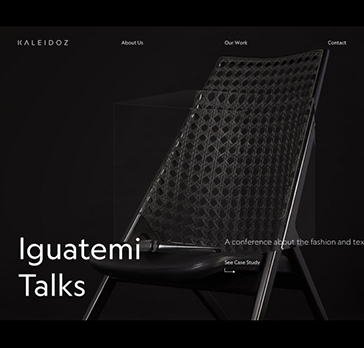 KALEIDOZ
About Us
Our Work
Contact
Iguatemi
Talks
A conference about the fashion and tex
See Case Study